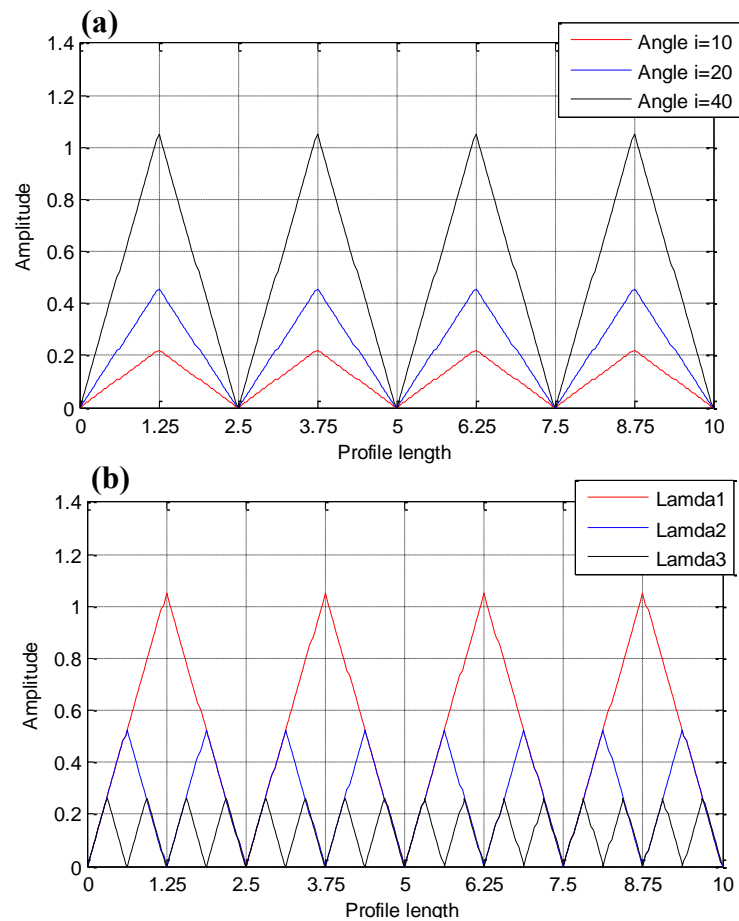 (a)
Angle i=10
Angle i=20
Angle i=40
1.4
1.2
1
0.8
0.6
0.4
0.2
0
Amplitude
0 1.25 2.5 3.75 5 6.25 7.5 8.75 10
Profile length
(b)
Lamda1
Lamda2
Lamda3
1.4
1.2
1
0.8
0.6
0.4
0.2
0
Amplitude
0 1.25 2.5 3.75 5 6.25 7.5 8.75 10
Profile length